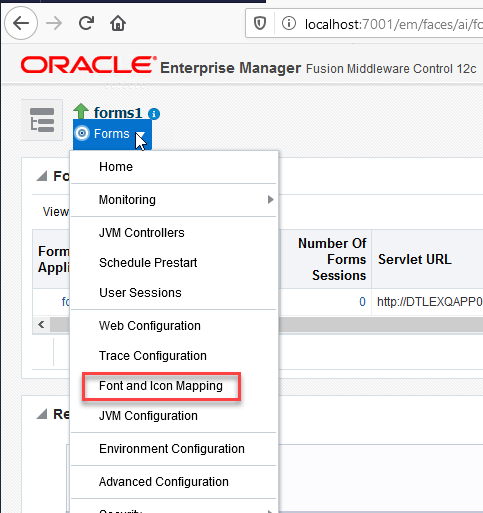 localhost:7001/em/faces/ai/fo
ORACLE Enterprise Manager Fusion Middleware Control 12c
forms1
Forms
Home
Monitoring
JVM Controllers
Schedule Prestart
User Sessions
Web Configuration
Trace Configuration
Font and Icon Mapping
JVM Configuration
Environment Configuration
Advanced Configuration
Fo
View
Form
Appli
Number Of
Forms
Sessions
Servlet URL
fo
0
http://DTLEXQAPP0
Re